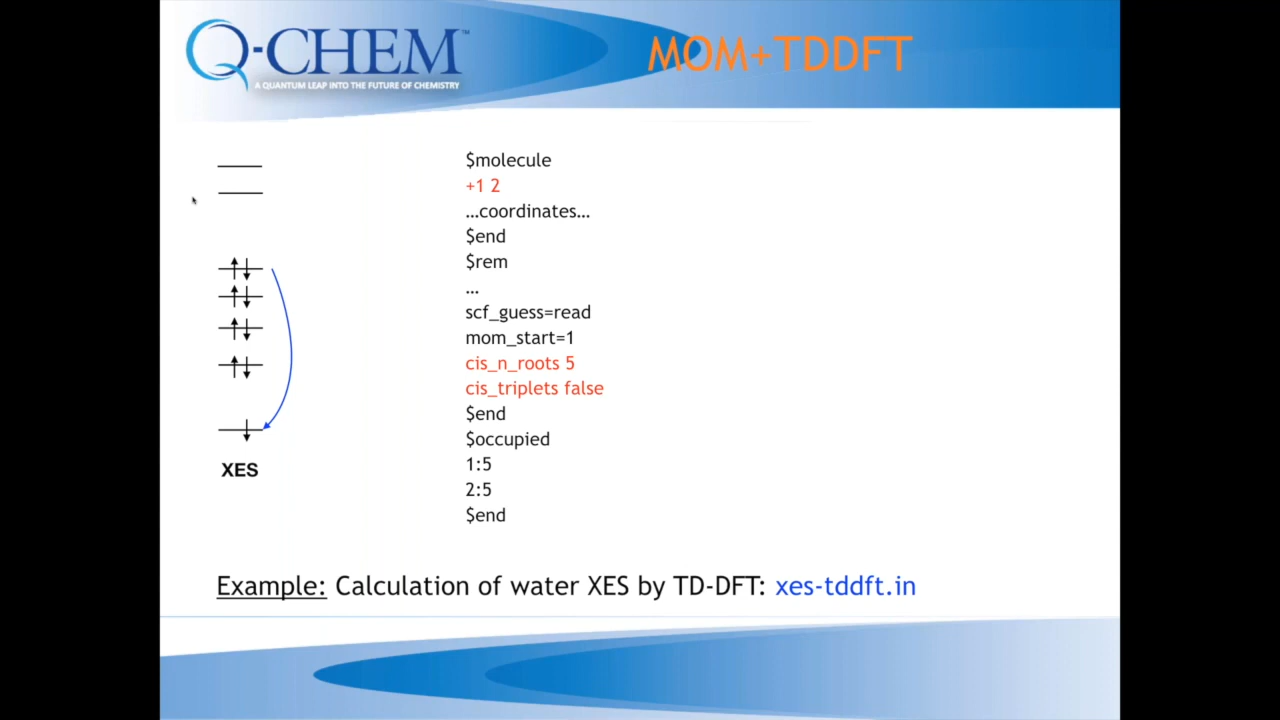 Q-CHEM™
A QUANTUM LEAP INTO THE FUTURE OF CHEMISTRY
MOM+TDDFT
$molecule
+1 2
...coordinates...
$end
$rem
...
scf_guess=read
mom_start=1
cis_n_roots 5
cis_triplets false
$end
$occupied
1:5
2:5
$end
XES
Example: Calculation of water XES by TD-DFT: xes-tddft.in